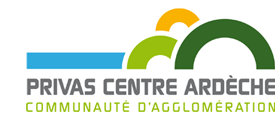 PRIVAS CENTRE ARDÈCHE
COMMUNAUTÉ D'AGGLOMÉRATION